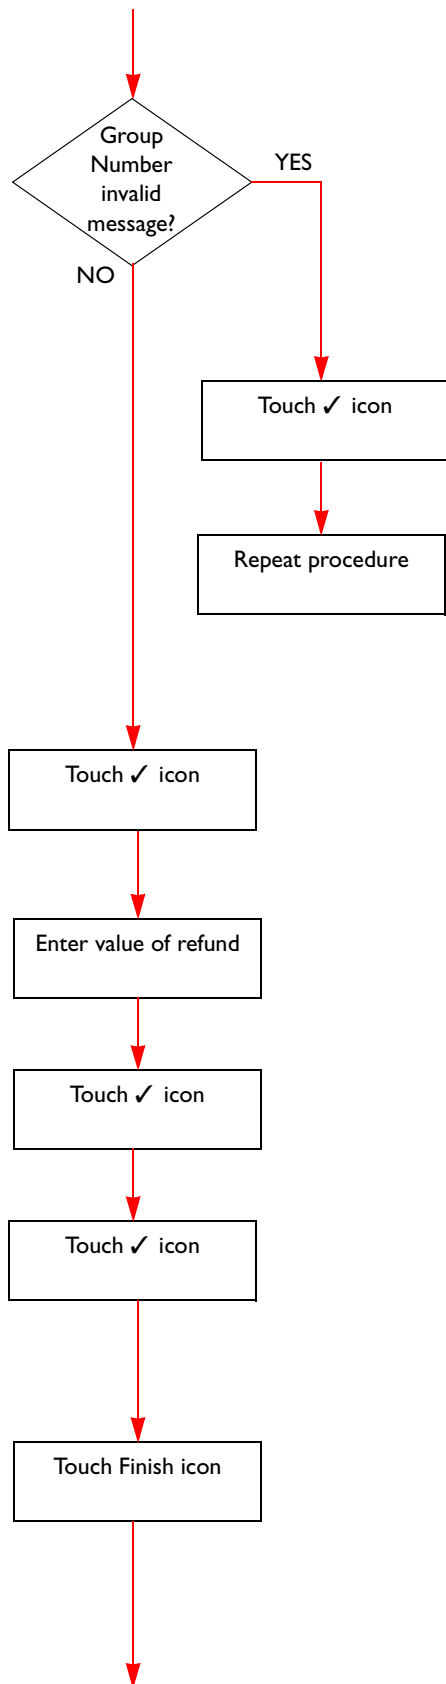 Group
Number
invalid
message?
YES
NO
Touch ✓ icon
Repeat procedure
Touch ✓ icon
Enter value of refund
Touch ✓ icon
Touch ✓ icon
Touch Finish icon